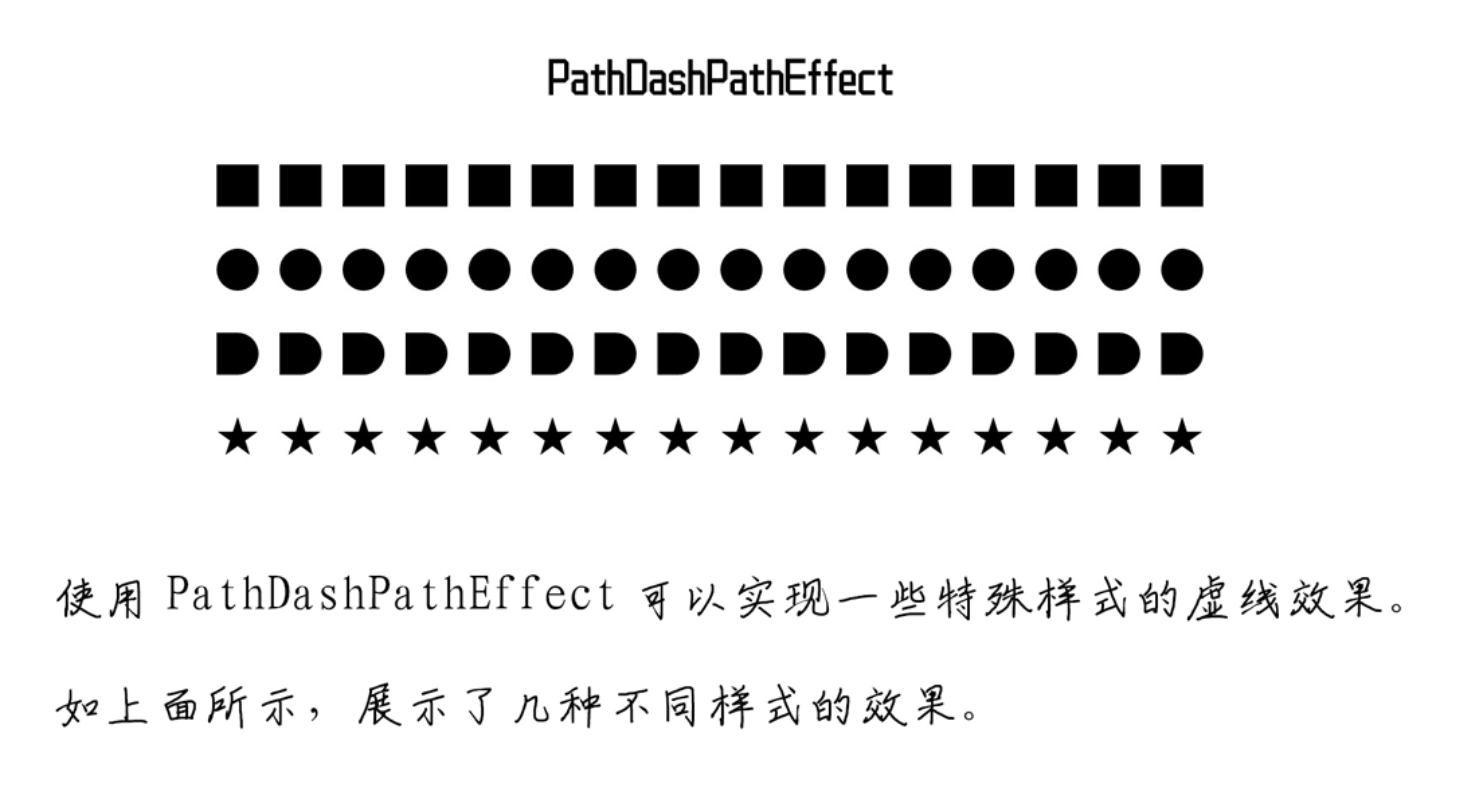 PathDashPathEffect
使用 PathDashPathEffect 可以实现一些特殊样式的虚线效果。
如上面所示，展示了几种不同样式的效果。